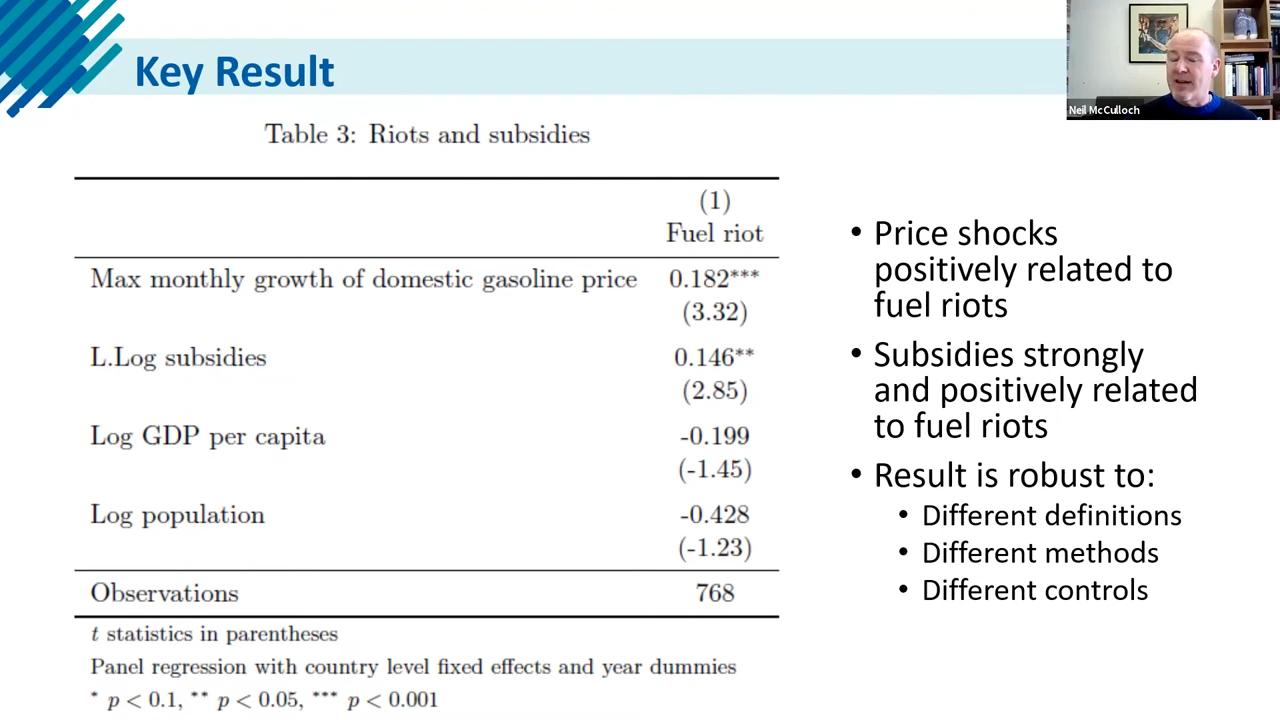 Key Result
Neil McCulloch
Table 3: Riots and subsidies
(1)
Fuel riot
Max monthly growth of domestic gasoline price 0.182***
(3.32)
L.Log subsidies 0.146**
(2.85)
Log GDP per capita -0.199
(-1.45)
Log population -0.428
(-1.23)
Observations 768
t statistics in parentheses
Panel regression with country level fixed effects and year dummies
* p < 0.1, ** p < 0.05, *** p < 0.001
• Price shocks
positively related to
fuel riots
• Subsidies strongly
and positively related
to fuel riots
• Result is robust to:
• Different definitions
• Different methods
• Different controls